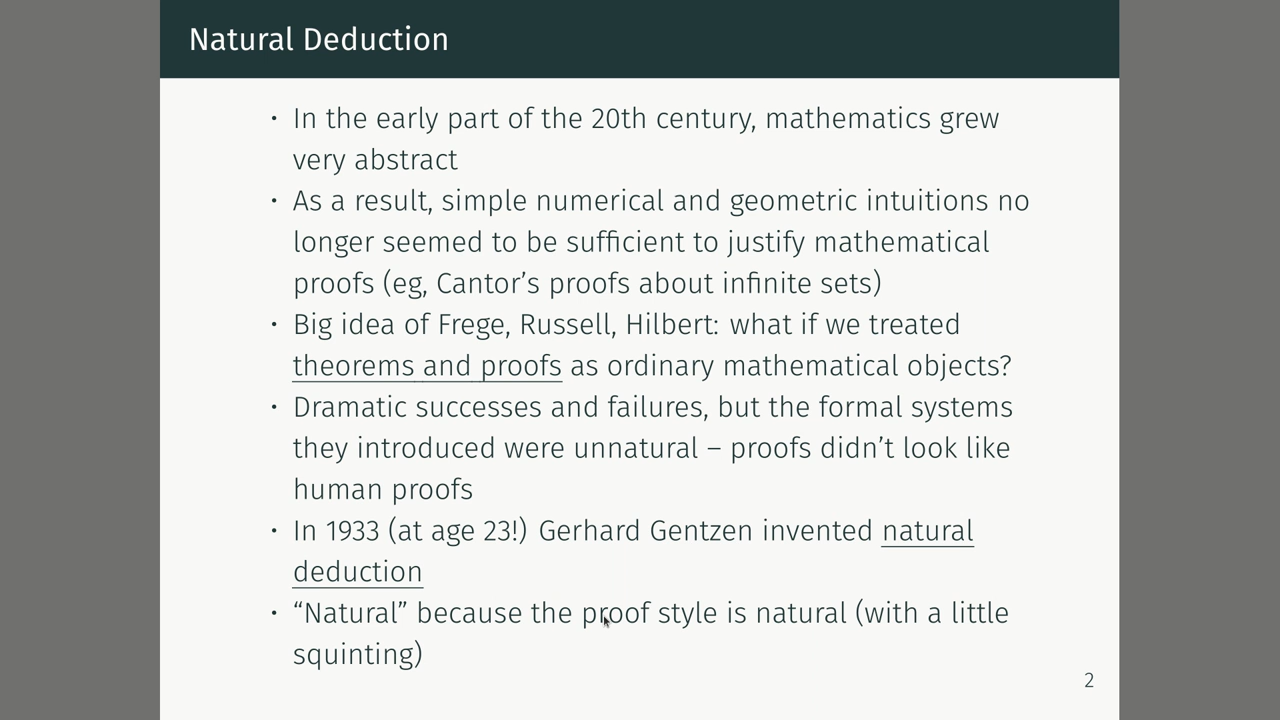 Natural Deduction
• In the early part of the 20th century, mathematics grew
very abstract
• As a result, simple numerical and geometric intuitions no
longer seemed to be sufficient to justify mathematical
proofs (eg, Cantor’s proofs about infinite sets)
• Big idea of Frege, Russell, Hilbert: what if we treated
theorems and proofs as ordinary mathematical objects?
• Dramatic successes and failures, but the formal systems
they introduced were unnatural – proofs didn’t look like
human proofs
• In 1933 (at age 23!) Gerhard Gentzen invented natural
deduction
• “Natural” because the proof style is natural (with a little
squinting)
2